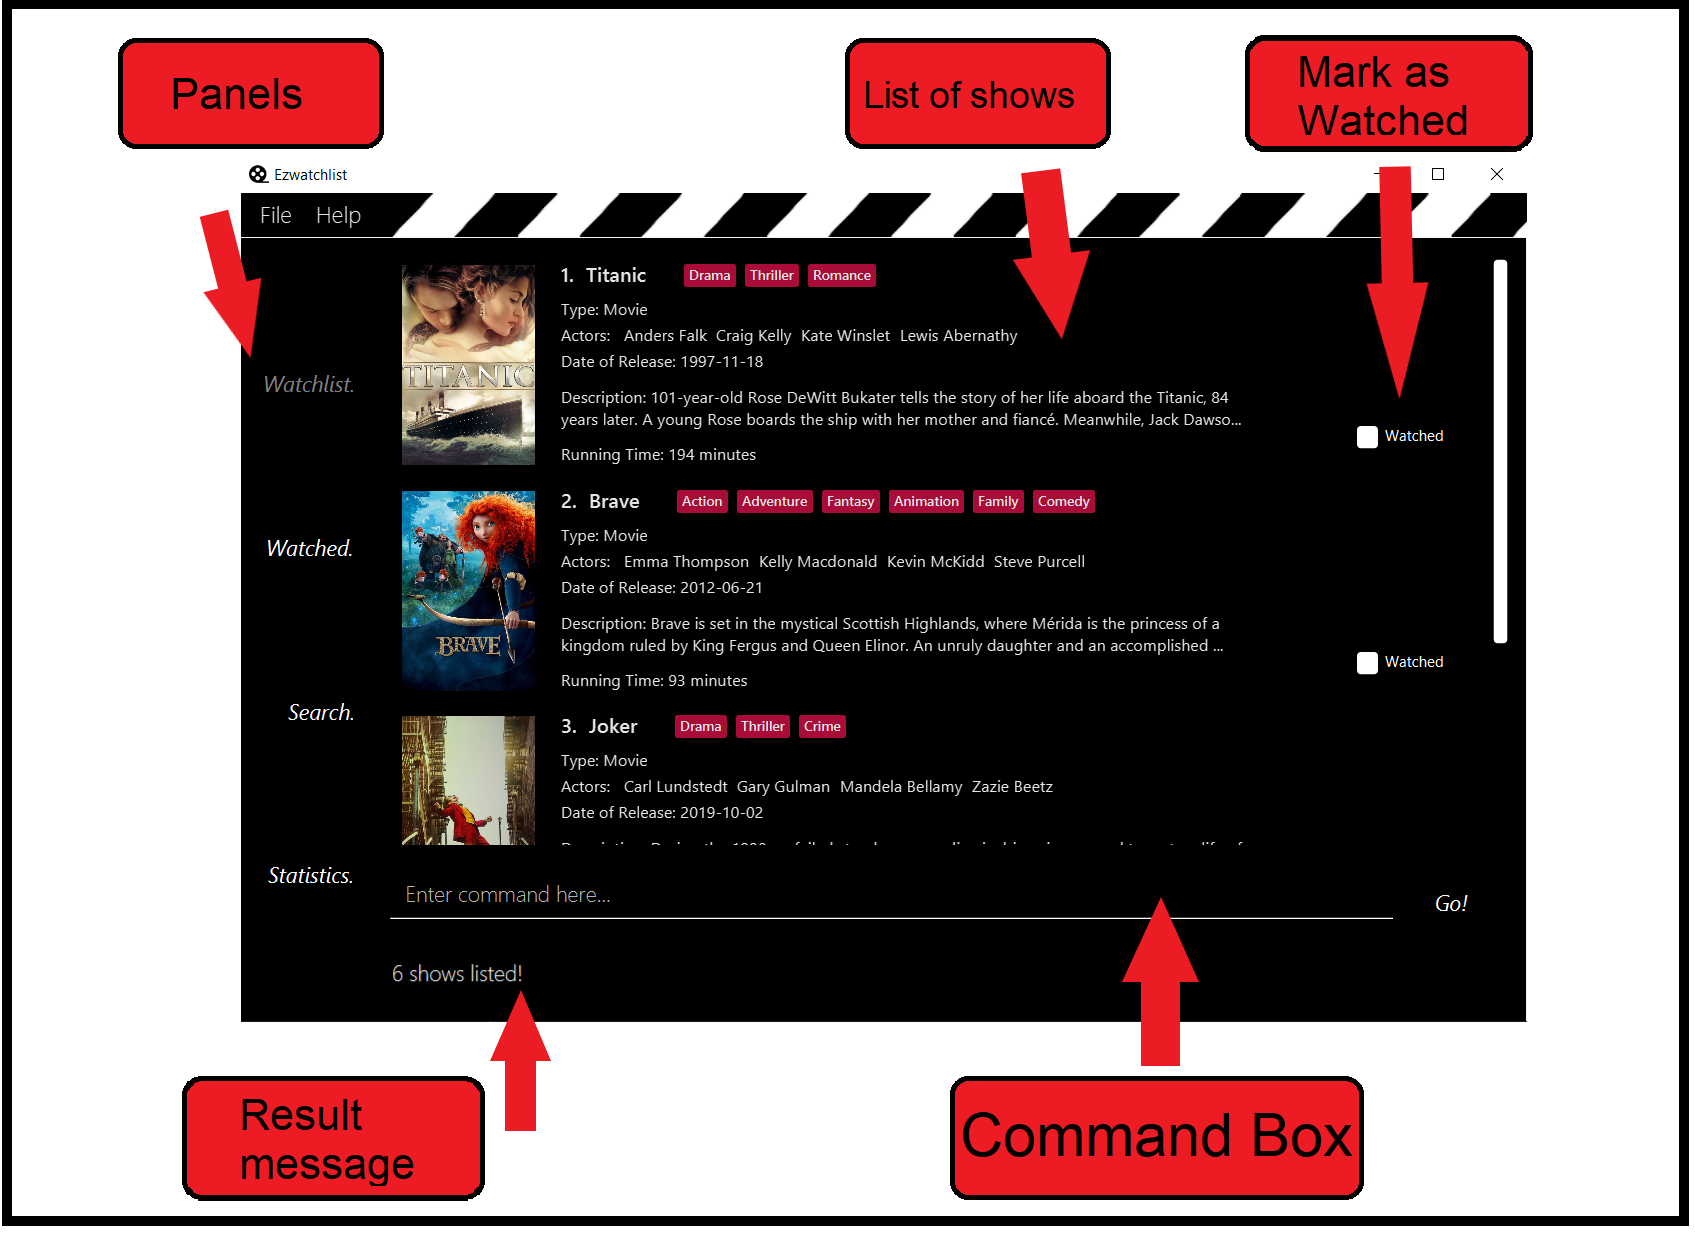 Panels
List of shows
Mark as
Watched
Ezwatchlist
File Help
Watchlist.
Watched.
Search.
Statistics.
TITANIC
1. Titanic Drama Thriller Romance
Type: Movie
Actors: Anders Falk Craig Kelly Kate Winslet Lewis Abernathy
Date of Release: 1997-11-18
Description: 101-year-old Rose DeWitt Bukater tells the story of her life aboard the Titanic, 84
years later. A young Rose boards the ship with her mother and fiancé. Meanwhile, Jack Dawso...
Running Time: 194 minutes
Watched
BRAVE
2. Brave Action Adventure Fantasy Animation Family Comedy
Type: Movie
Actors: Emma Thompson Kelly Macdonald Kevin McKidd Steve Purcell
Date of Release: 2012-06-21
Description: Brave is set in the mystical Scottish Highlands, where Mérida is the princess of a
kingdom ruled by King Fergus and Queen Elinor. An unruly daughter and an accomplished ...
Running Time: 93 minutes
Watched
3. Joker Drama Thriller Crime
Type: Movie
Actors: Carl Lundstedt Gary Gulman Mandela Bellamy Zazie Beetz
Date of Release: 2019-10-02
Enter command here...
Go!
6 shows listed!
Result
message
Command Box